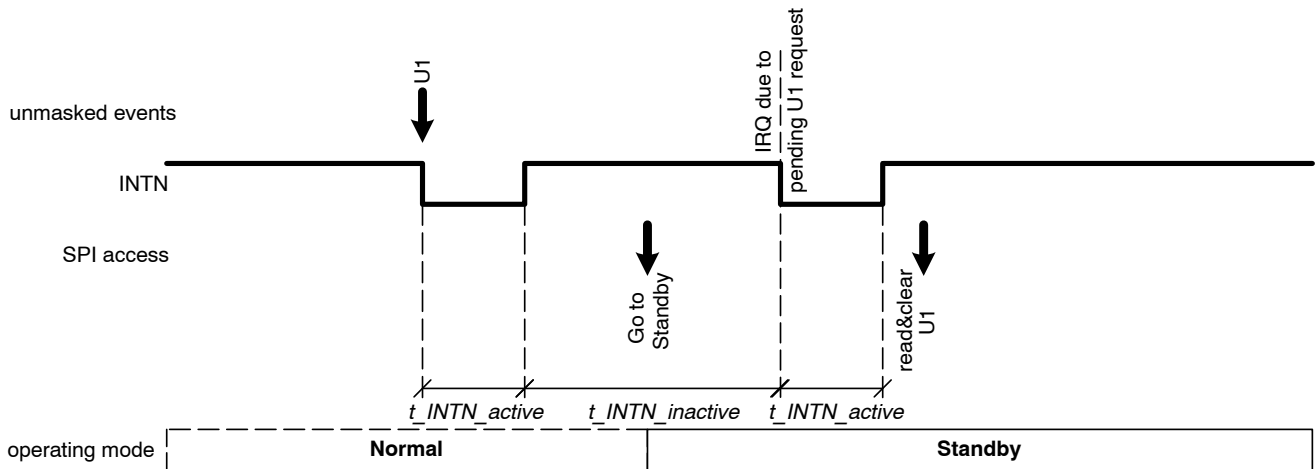 U1
IRQ due to
pending U1 request
unmasked events
INTN
SPI access
Go to
Standby
read&clear
U1
t_INTN_active
t_INTN_inactive
t_INTN_active
operating mode
Normal
Standby